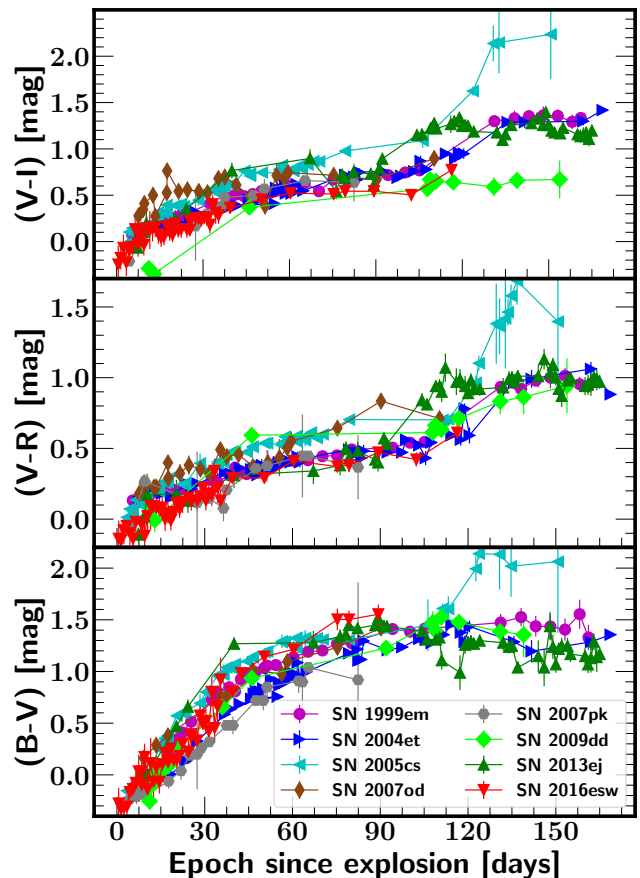 2.0
1.5
1.0
0.5
0.0
(V-I) [mag]
1.5
1.0
0.5
0.0
(V-R) [mag]
2.0
1.5
1.0
0.5
0.0
(B-V) [mag]
SN 1999em
SN 2004et
SN 2005cs
SN 2007od
SN 2007pk
SN 2009dd
SN 2013ej
SN 2016esw
0 30 60 90 120 150
Epoch since explosion [days]